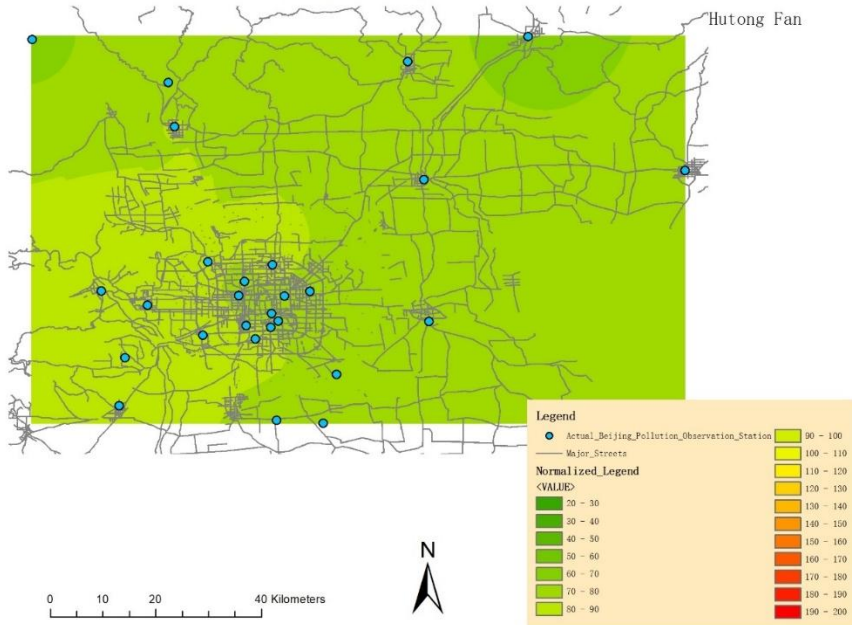 Hutong Fan
Legend
Actual_Beijing_Pollution_Observation_Station
Major_Streets
Normalized_Legend
<VALUE>
20 - 30
30 - 40
40 - 50
50 - 60
60 - 70
70 - 80
80 - 90
90 - 100
100 - 110
110 - 120
120 - 130
130 - 140
140 - 150
150 - 160
160 - 170
170 - 180
180 - 190
190 - 200
N
0 10 20 40 Kilometers